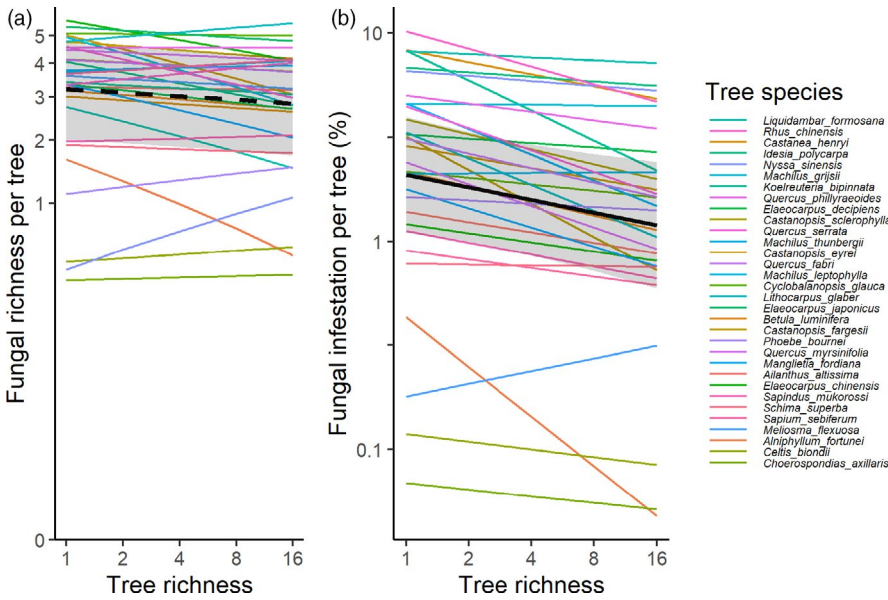 (a)
Fungal richness per tree
5
4
3
2
1
0
1 2 4 8 16
Tree richness
(b)
Fungal infestation per tree (%)
10
1
0.1
1 2 4 8 16
Tree richness
Tree species
Liquidambar_formosana
Rhus_chinensis
Castanea_henryi
Idesia_polycarpa
Nyssa_sinensis
Machilus_grijsii
Koelreuteria_bipinnata
Quercus_phillyraeoides
Elaeocarpus_decipiens
Castanopsis_sclerophylla
Quercus_serrata
Machilus_thunbergii
Castanopsis_eyrei
Quercus_fabri
Machilus_leptophylla
Cyclobalanopsis_glauca
Lithocarpus_glaber
Elaeocarpus_japonicus
Betula_luminifera
Castanopsis_fargesii
Phoebe_bournei
Quercus_myrsinifolia
Manglietia_fordiana
Ailanthus_altissima
Elaeocarpus_chinensis
Sapindus_mukorossi
Schima_superba
Sapium_sebiferum
Meliosma_flexuosa
Alniphyllum_fortunei
Celtis_biondii
Choerospondias_axillaris